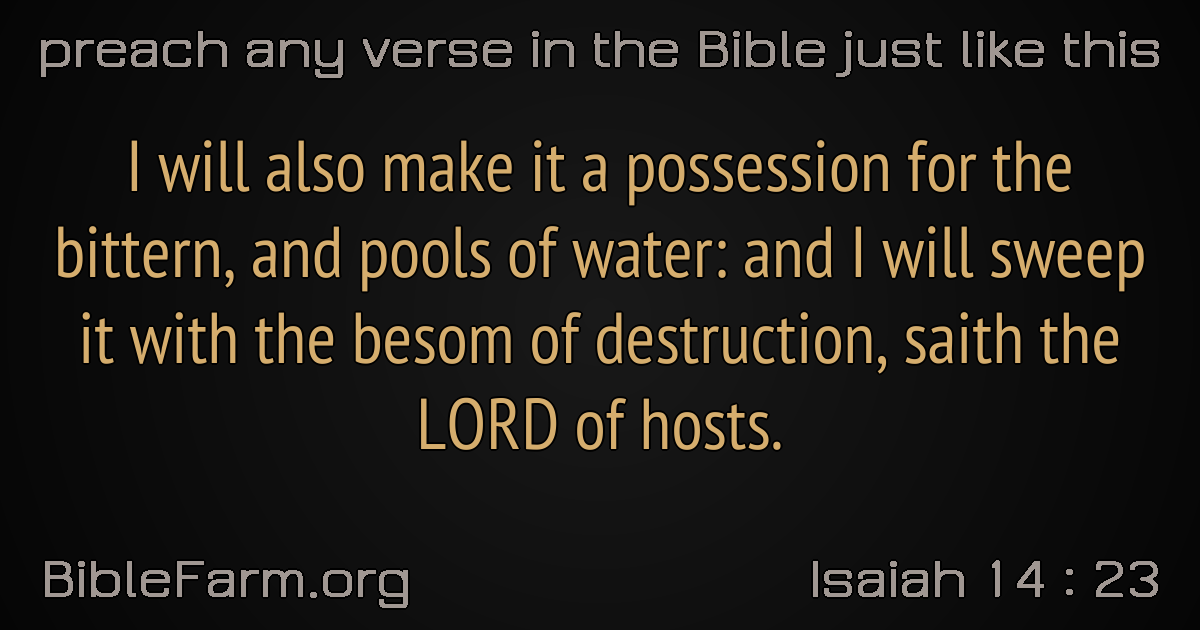 preach any verse in the Bible just like this
I will also make it a possession for the
bittern, and pools of water: and I will sweep
it with the besom of destruction, saith the
LORD of hosts.
BibleFarm.org
Isaiah 14 : 23